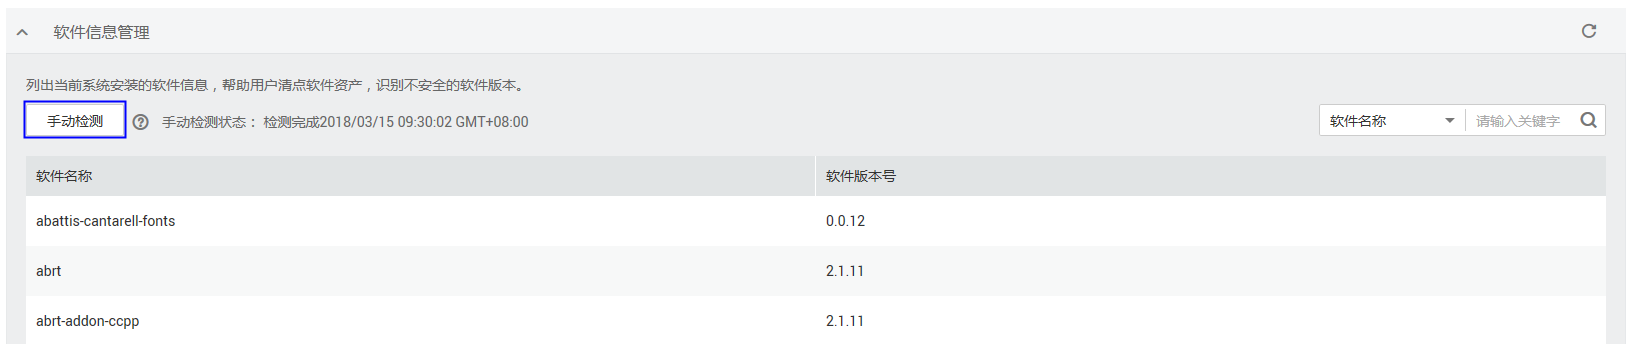 软件信息管理
列出当前系统安装的软件信息，帮助用户清点软件资产，识别不安全的软件版本。
手动检测 手动检测状态： 检测完成2018/03/15 09:30:02 GMT+08:00 软件名称 请输入关键字
软件名称 软件版本号
abattis-cantarell-fonts 0.0.12
abrt 2.1.11
abrt-addon-ccpp 2.1.11